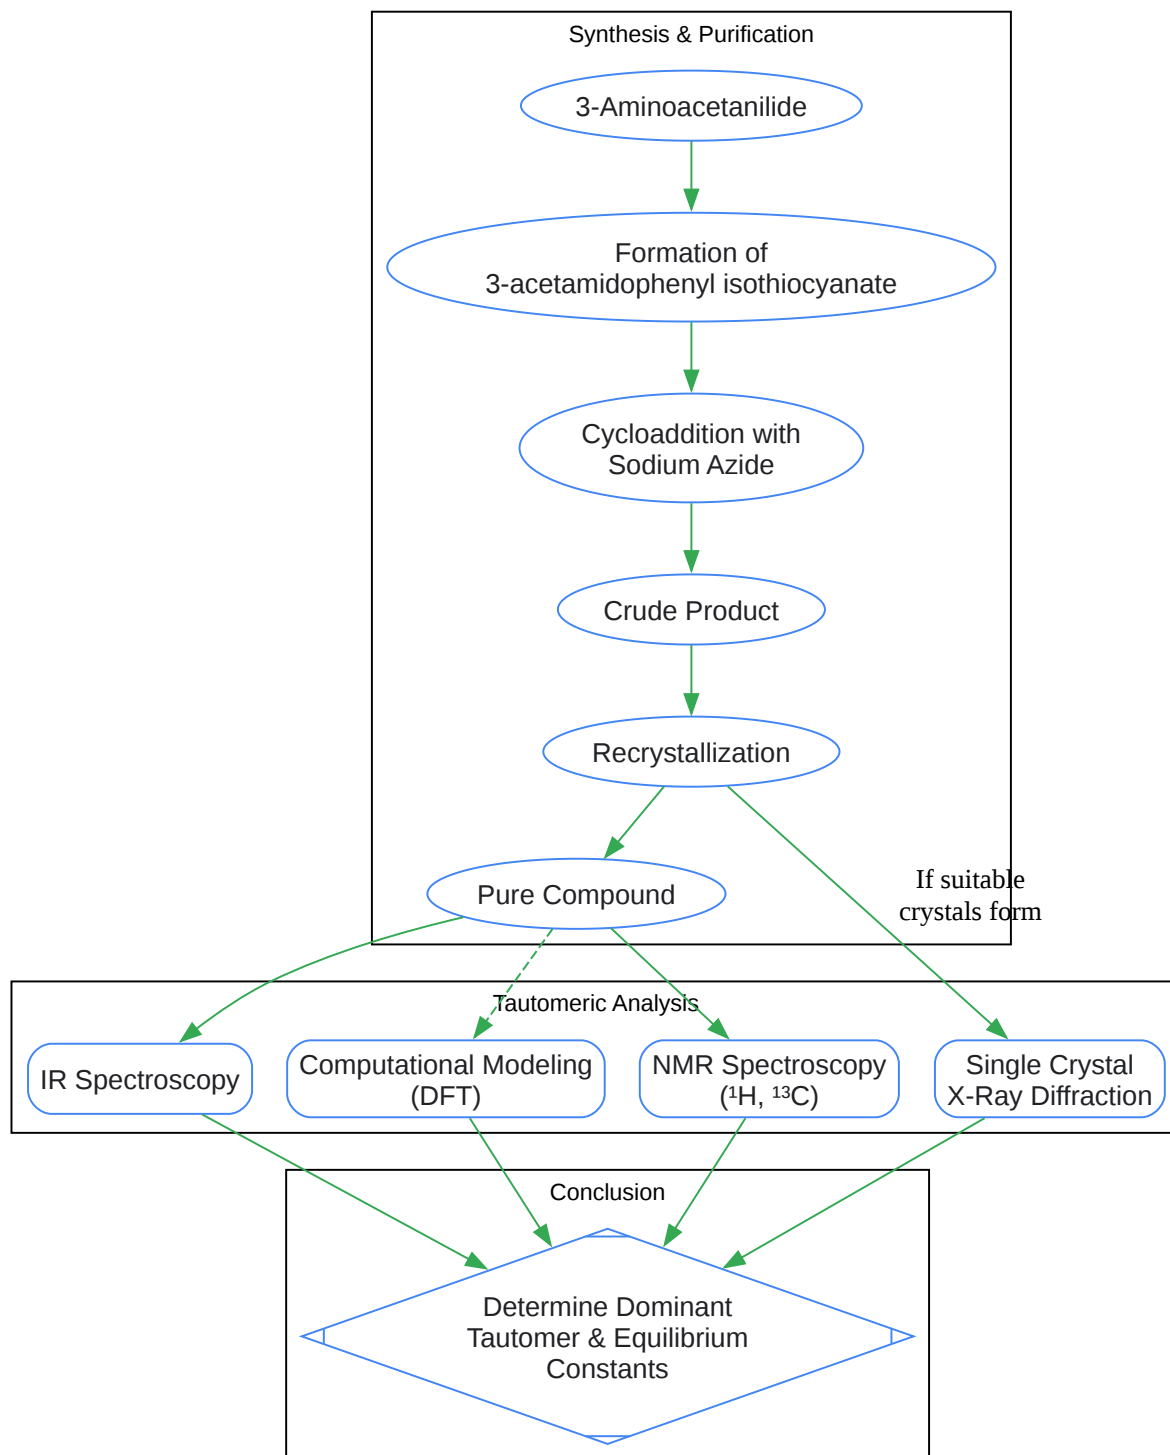 Synthesis & Purification
3-Aminoacetanilide
Formation of
3-acetamidophenyl isothiocyanate
Cycloaddition with
Sodium Azide
Crude Product
Recrystallization
If suitable
crystals form
Pure Compound
Tautomeric Analysis
IR Spectroscopy
Computational Modeling
(DFT)
NMR Spectroscopy
(¹H, ¹³C)
Single Crystal
X-Ray Diffraction
Conclusion
Determine Dominant
Tautomer & Equilibrium
Constants